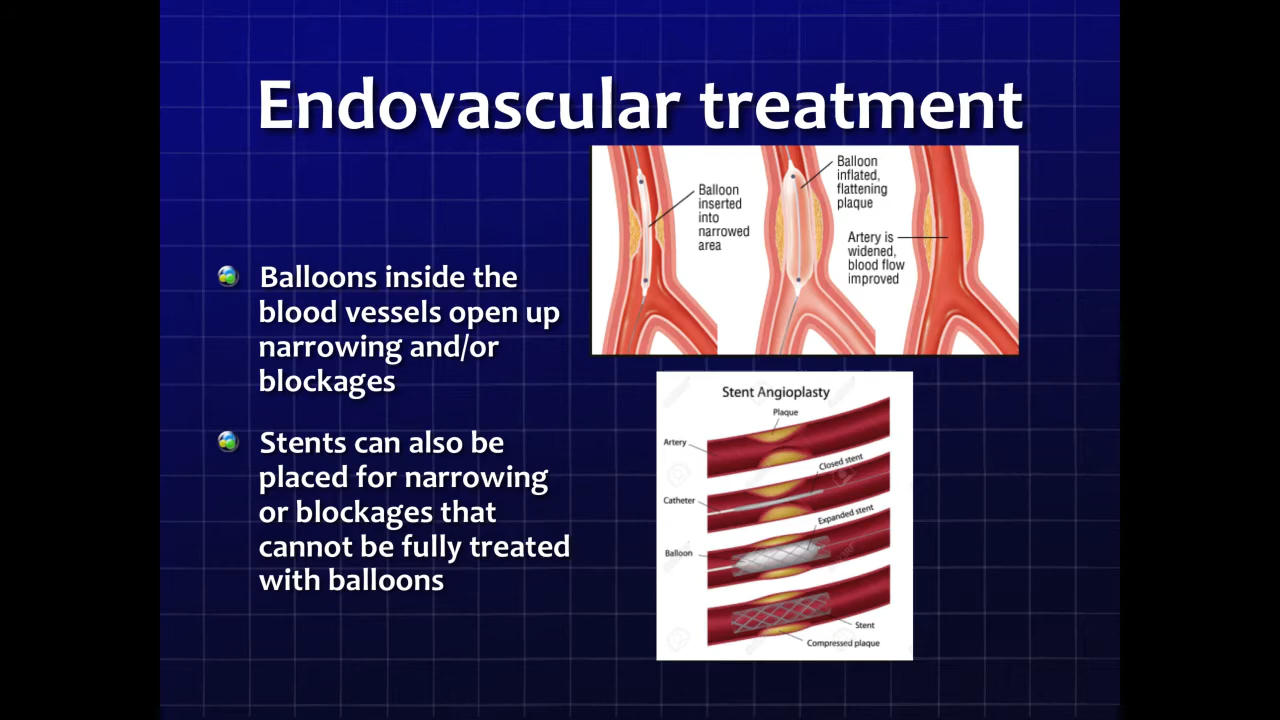 Endovascular treatment
Balloons inside the
blood vessels open up
narrowing and/or
blockages
Stents can also be
placed for narrowing
or blockages that
cannot be fully treated
with balloons
Balloon
inserted
into
narrowed
area
Balloon
inflated,
flattening
plaque
Artery is
widened,
blood flow
improved
Stent Angioplasty
Plaque
Artery
Closed stent
Catheter
Expanded stent
Balloon
Stent
Compressed plaque